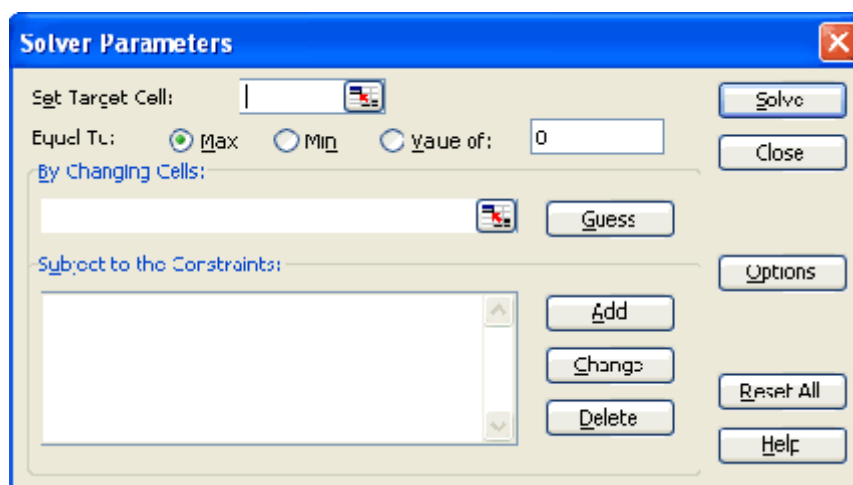 Solver Parameters
Set Target Cell:
Solve
Equal To: Max Min Value of: 0
Close
By Changing Cells:
Guess
Subject to the Constraints:
Options
Add
Change
Reset All
Delete
Help